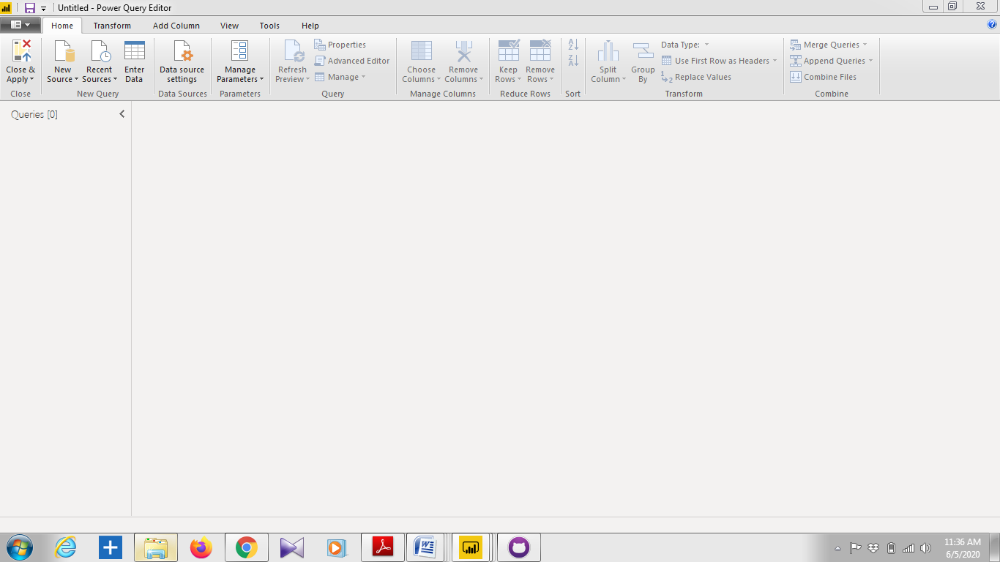 Untitled - Power Query Editor
Home Transform Add Column View Tools Help
Close & Apply
New Source
Recent Sources
Enter Data
Data source settings
Manage Parameters
Refresh Preview
Properties
Advanced Editor
Manage
Choose Columns
Remove Columns
Keep Rows
Remove Rows
A Z
Z A
Split Column
Group By
Data Type:
Use First Row as Headers
1 2 Replace Values
Merge Queries
Append Queries
Combine Files
Close New Query Data Sources Parameters Query Manage Columns Reduce Rows Sort Transform Combine
Queries [0]
11:36 AM
6/5/2020